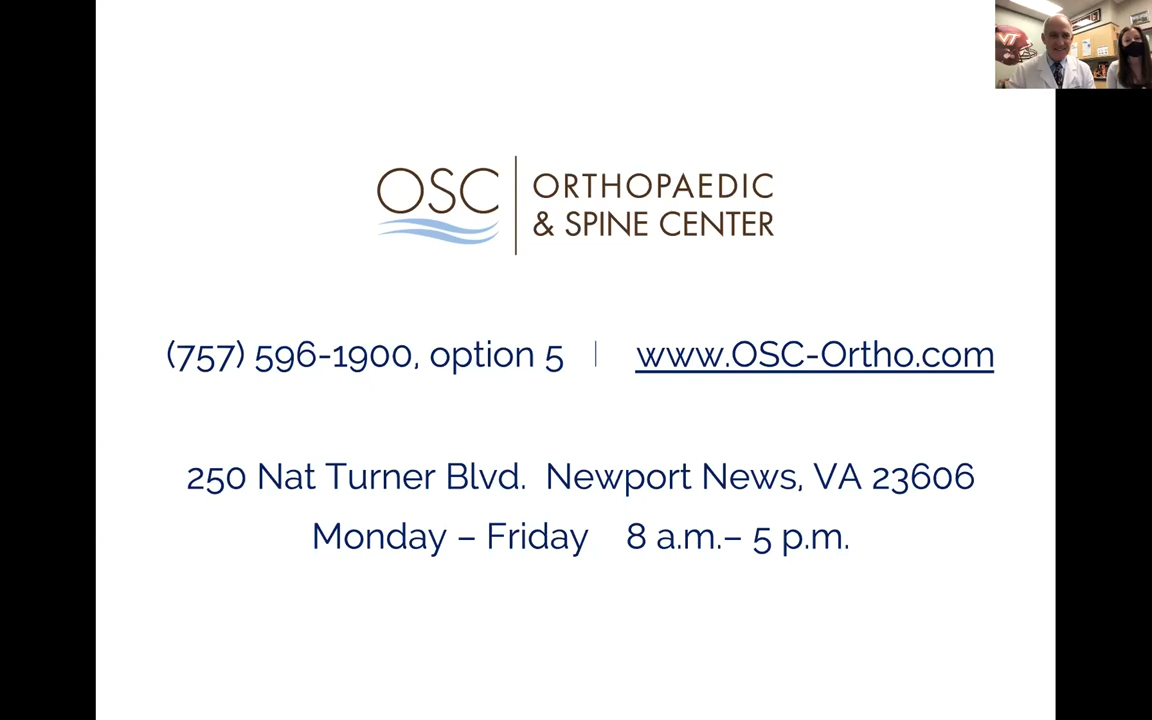 VT
OSC
ORTHOPAEDIC
& SPINE CENTER
(757) 596-1900, option 5 | www.OSC-Ortho.com
250 Nat Turner Blvd. Newport News, VA 23606
Monday – Friday 8 a.m.– 5 p.m.